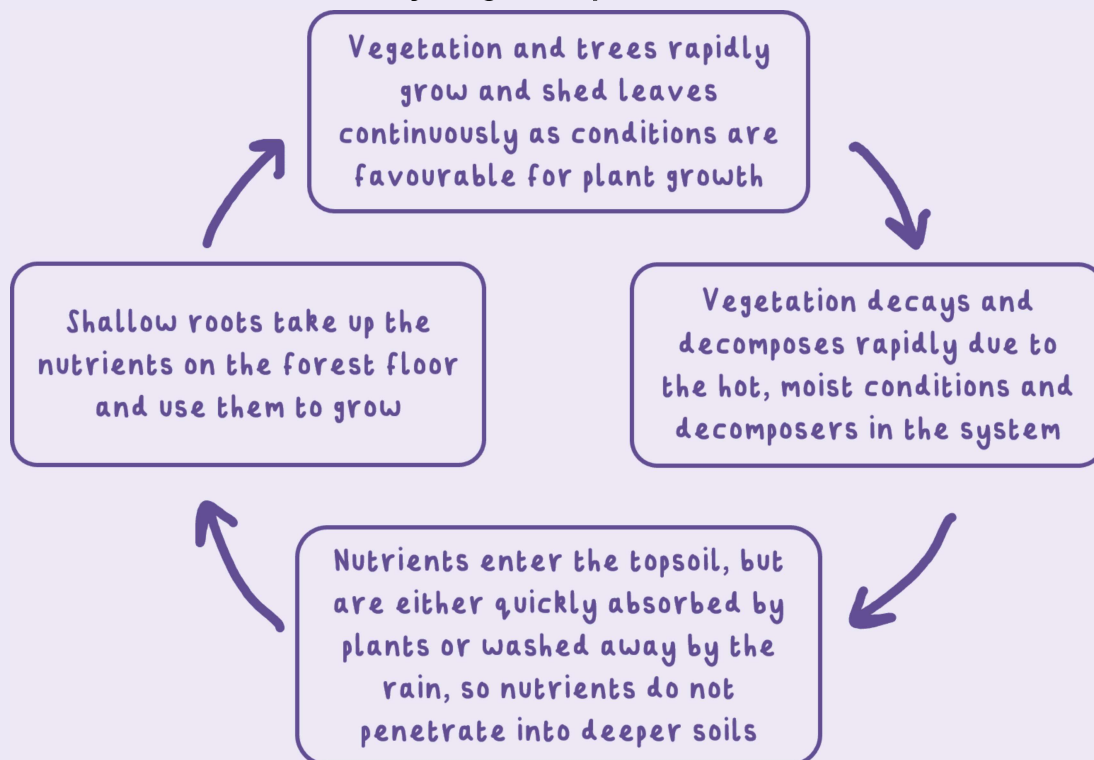 Vegetation and trees rapidly
grow and shed leaves
continuously as conditions are
favourable for plant growth
Vegetation decays and
decomposes rapidly due to
the hot, moist conditions and
decomposers in the system
Nutrients enter the topsoil, but
are either quickly absorbed by
plants or washed away by the
rain, so nutrients do not
penetrate into deeper soils
Shallow roots take up the
nutrients on the forest floor
and use them to grow